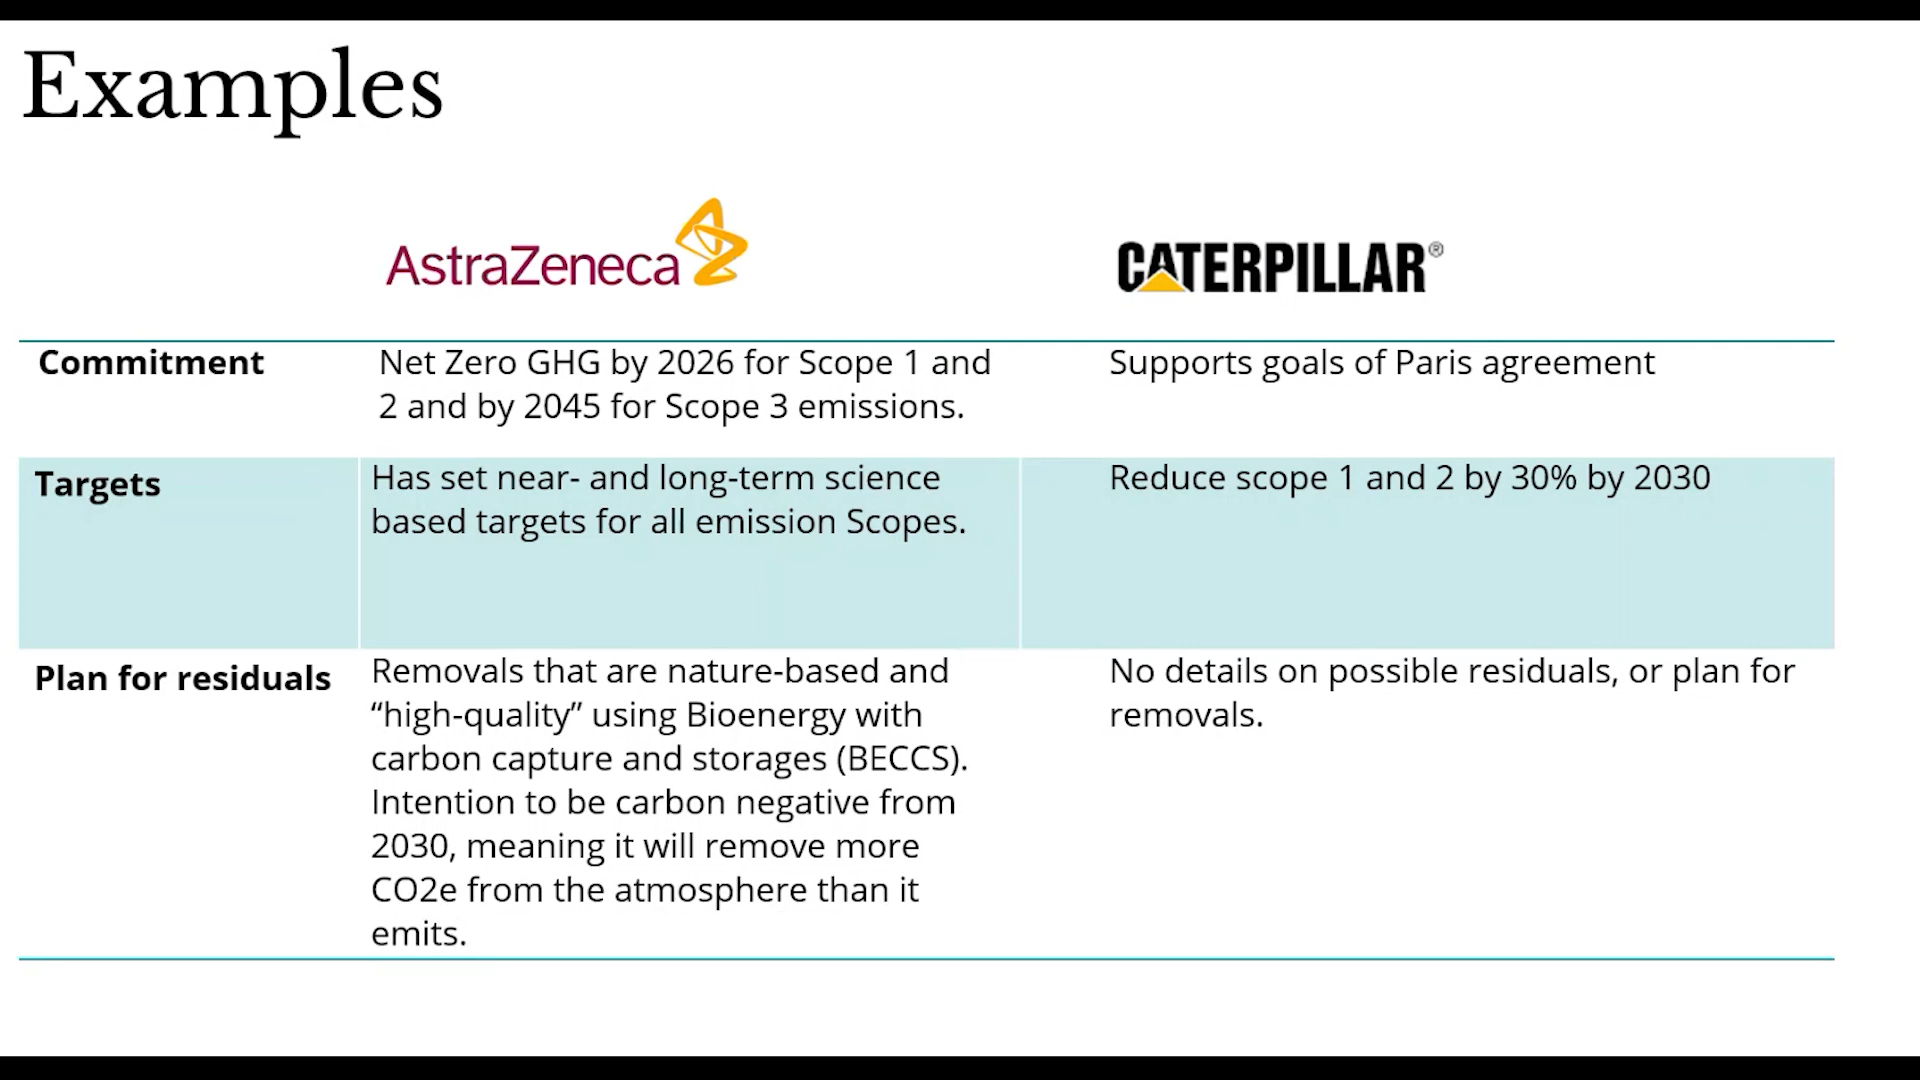 Examples
AstraZeneca
CATERPILLAR®
Commitment
Net Zero GHG by 2026 for Scope 1 and
2 and by 2045 for Scope 3 emissions.
Supports goals of Paris agreement
Targets
Has set near- and long-term science
based targets for all emission Scopes.
Reduce scope 1 and 2 by 30% by 2030
Plan for residuals
Removals that are nature-based and
“high-quality” using Bioenergy with
carbon capture and storages (BECCS).
Intention to be carbon negative from
2030, meaning it will remove more
CO2e from the atmosphere than it
emits.
No details on possible residuals, or plan for
removals.